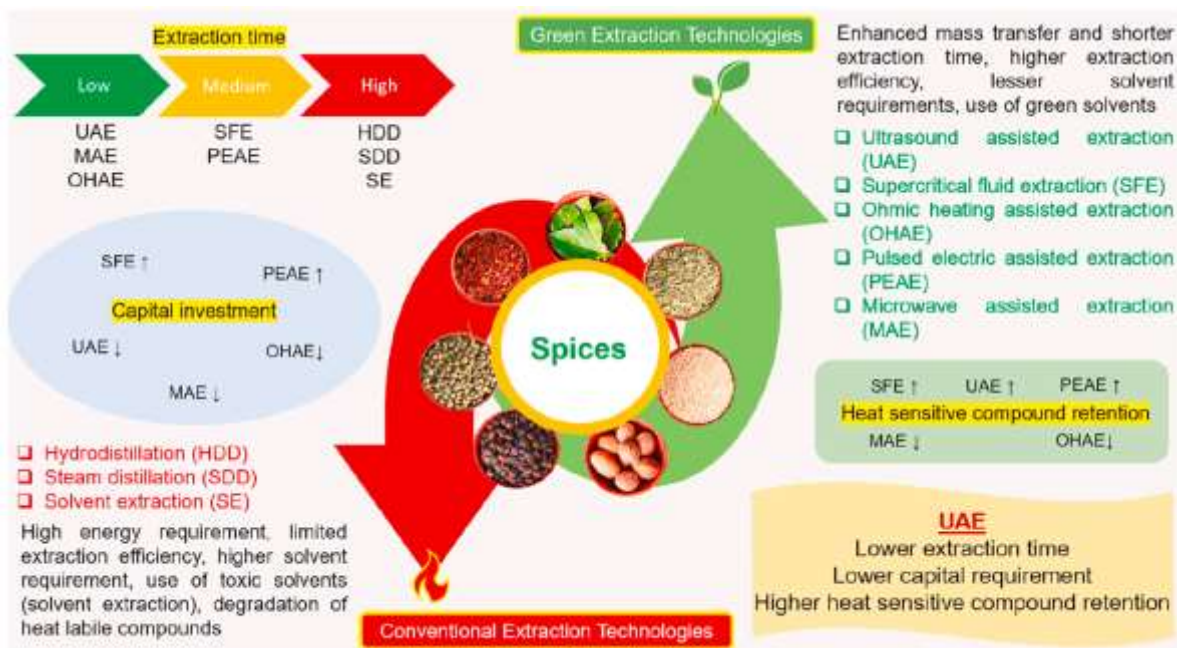 Extraction time
Low
Medium
High
UAE
MAE
OHAE
SFE
PEAE
HDD
SDD
SE
SFE ↑
PEAE ↑
Capital investment
UAE ↓
OHAE↓
MAE ↓
❑ Hydrodistillation (HDD)
❑ Steam distillation (SDD)
❑ Solvent extraction (SE)
High energy requirement, limited
extraction efficiency, higher solvent
requirement, use of toxic solvents
(solvent extraction), degradation of
heat labile compounds
Green Extraction Technologies
Spices
Conventional Extraction Technologies
Enhanced mass transfer and shorter
extraction time, higher extraction
efficiency, lesser solvent
requirements, use of green solvents
❑ Ultrasound assisted extraction
(UAE)
❑ Supercritical fluid extraction (SFE)
❑ Ohmic heating assisted extraction
(OHAE)
❑ Pulsed electric assisted extraction
(PEAE)
❑ Microwave assisted extraction
(MAE)
SFE ↑ UAE ↑ PEAE ↑
Heat sensitive compound retention
MAE ↓ OHAE↓
UAE
Lower extraction time
Lower capital requirement
Higher heat sensitive compound retention